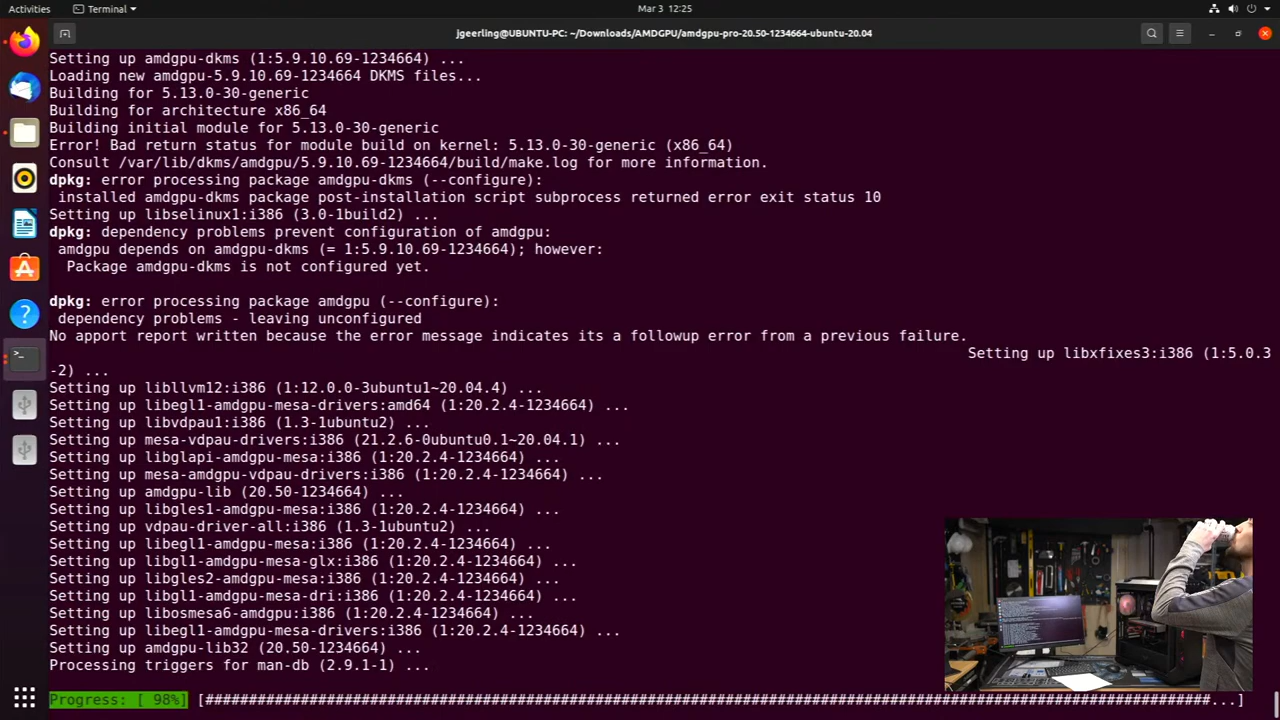 Activities
Terminal
Mar 3 12:25
jgeerling@UBUNTU-PC: ~/Downloads/AMDGPU/amdgpu-pro-20.50-1234664-ubuntu-20.04
Setting up amdgpu-dkms (1:5.9.10.69-1234664) ...
Loading new amdgpu-5.9.10.69-1234664 DKMS files...
Building for 5.13.0-30-generic
Building for architecture x86_64
Building initial module for 5.13.0-30-generic
Error! Bad return status for module build on kernel: 5.13.0-30-generic (x86_64)
Consult /var/lib/dkms/amdgpu/5.9.10.69-1234664/build/make.log for more information.
dpkg: error processing package amdgpu-dkms (--configure):
installed amdgpu-dkms package post-installation script subprocess returned error exit status 10
Setting up libselinux1:i386 (3.0-1build2) ...
dpkg: dependency problems prevent configuration of amdgpu:
amdgpu depends on amdgpu-dkms (= 1:5.9.10.69-1234664); however:
Package amdgpu-dkms is not configured yet.
dpkg: error processing package amdgpu (--configure):
dependency problems - leaving unconfigured
No apport report written because the error message indicates its a followup error from a previous failure.
Setting up libxfixes3:i386 (1:5.0.3
-2) ...
Setting up libllvm12:i386 (1:12.0.0-3ubuntu1~20.04.4) ...
Setting up libegl1-amdgpu-mesa-drivers:amd64 (1:20.2.4-1234664) ...
Setting up libvdpau1:i386 (1.3-1ubuntu2) ...
Setting up mesa-vdpau-drivers:i386 (21.2.6-0ubuntu0.1~20.04.1) ...
Setting up libglapi-amdgpu-mesa:i386 (1:20.2.4-1234664) ...
Setting up mesa-amdgpu-vdpau-drivers:i386 (1:20.2.4-1234664) ...
Setting up amdgpu-lib (20.50-1234664) ...
Setting up libgles1-amdgpu-mesa:i386 (1:20.2.4-1234664) ...
Setting up vdpau-driver-all:i386 (1.3-1ubuntu2) ...
Setting up libegl1-amdgpu-mesa:i386 (1:20.2.4-1234664) ...
Setting up libgl1-amdgpu-mesa-glx:i386 (1:20.2.4-1234664) ...
Setting up libgles2-amdgpu-mesa:i386 (1:20.2.4-1234664) ...
Setting up libgl1-amdgpu-mesa-dri:i386 (1:20.2.4-1234664) ...
Setting up libosmesa6-amdgpu:i386 (1:20.2.4-1234664) ...
Setting up libegl1-amdgpu-mesa-drivers:i386 (1:20.2.4-1234664) ...
Setting up amdgpu-lib32 (20.50-1234664) ...
Processing triggers for man-db (2.9.1-1) ...
Progress: [ 98%] [####################################################################################################################...]